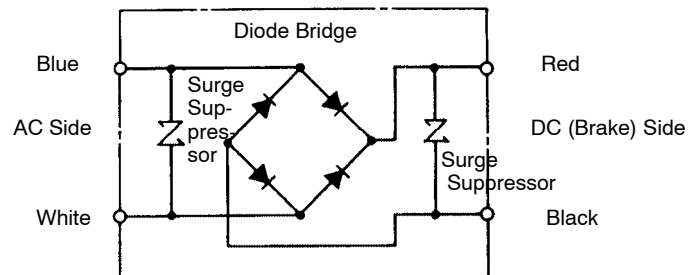 Diode Bridge
Blue
Red
Surge
Sup-
pres-
sor
AC Side
DC (Brake) Side
Surge
Suppressor
White
Black